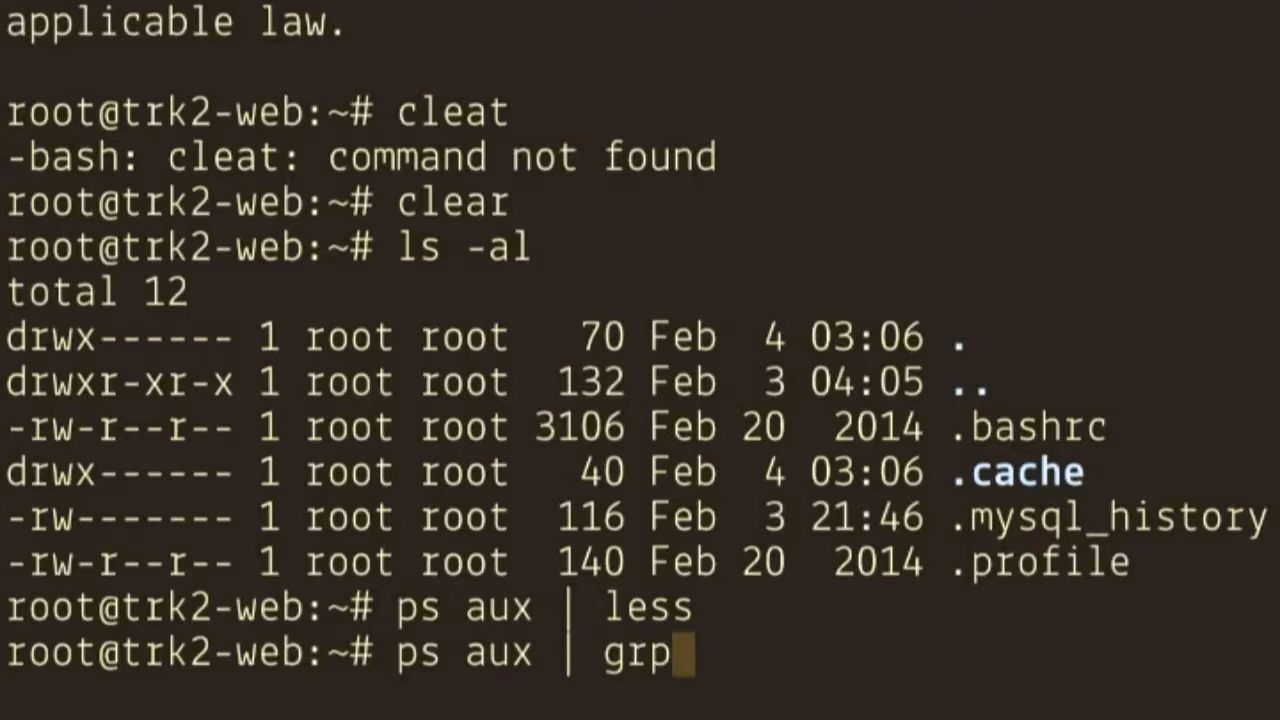 applicable law.
root@trk2-web:~# cleat
-bash: cleat: command not found
root@trk2-web:~# clear
root@trk2-web:~# ls -al
total 12
drwx------ 1 root root   70 Feb  4 03:06 .
drwxr-xr-x 1 root root  132 Feb  3 04:05 ..
-rw-r--r-- 1 root root 3106 Feb 20  2014 .bashrc
drwx------ 1 root root   40 Feb  4 03:06 .cache
-rw------- 1 root root  116 Feb  3 21:46 .mysql_history
-rw-r--r-- 1 root root  140 Feb 20  2014 .profile
root@trk2-web:~# ps aux | less
root@trk2-web:~# ps aux | grp